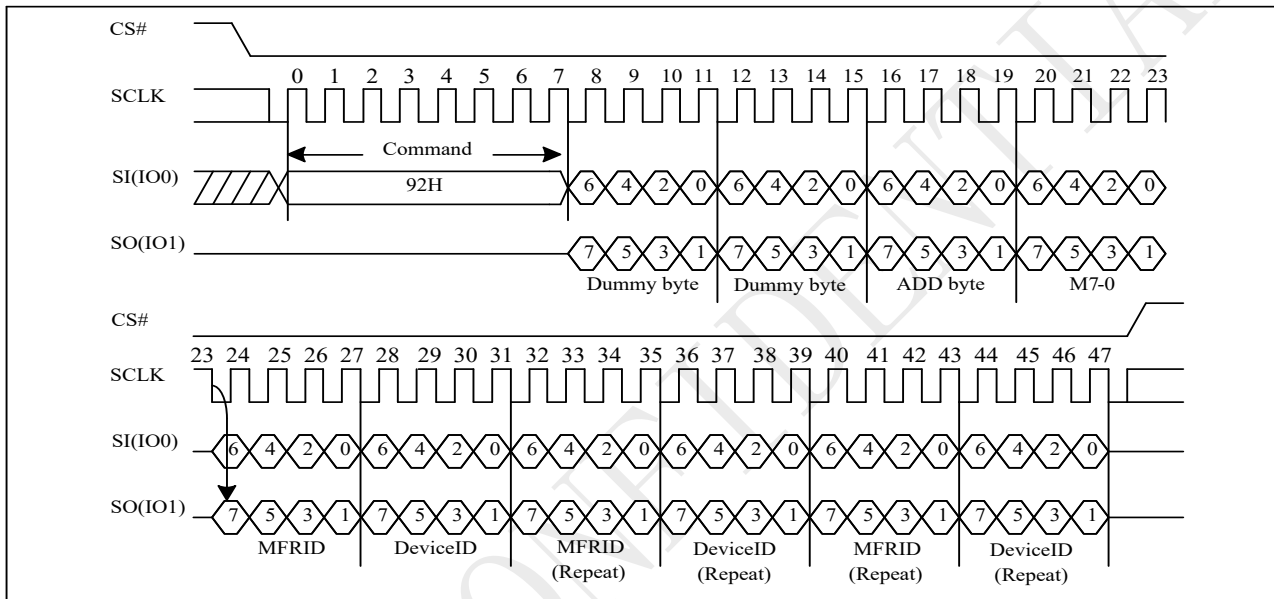 CS#
0 1 2 3 4 5 6 7 8 9 10 11 12 13 14 15 16 17 18 19 20 21 22 23
SCLK
Command
SI(IO0)
92H
6 4 2 0 6 4 2 0 6 4 2 0 6 4 2 0
SO(IO1)
7 5 3 1 7 5 3 1 7 5 3 1 7 5 3 1
Dummy byte Dummy byte ADD byte M7-0
CS#
23 24 25 26 27 28 29 30 31 32 33 34 35 36 37 38 39 40 41 42 43 44 45 46 47
SCLK
SI(IO0)
6 4 2 0 6 4 2 0 6 4 2 0 6 4 2 0 6 4 2 0 6 4 2 0
SO(IO1)
7 5 3 1 7 5 3 1 7 5 3 1 7 5 3 1 7 5 3 1 7 5 3 1
MFRID DeviceID MFRID DeviceID MFRID DeviceID
(Repeat) (Repeat) (Repeat) (Repeat)
ONFIDENTIA